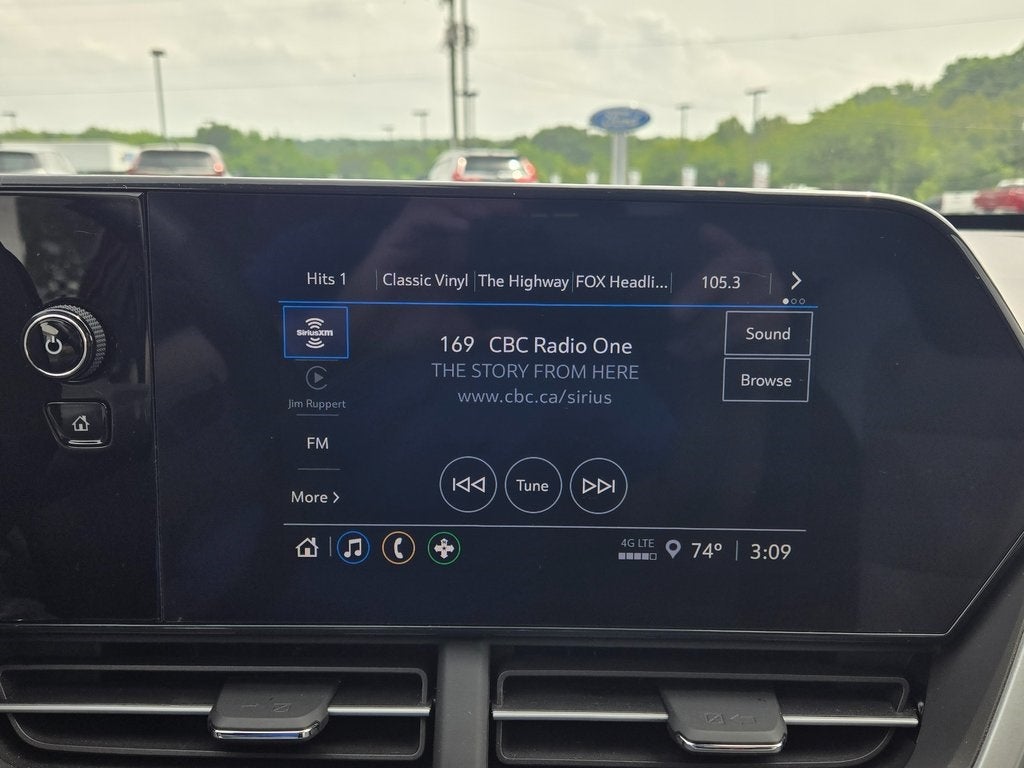 Ford
Hits 1
Classic Vinyl
The Highway
FOX Headli...
105.3
SiriusXM
169 CBC Radio One
THE STORY FROM HERE
www.cbc.ca/sirius
Sound
Browse
Jim Ruppert
FM
More
Tune
4G LTE
74°
3:09